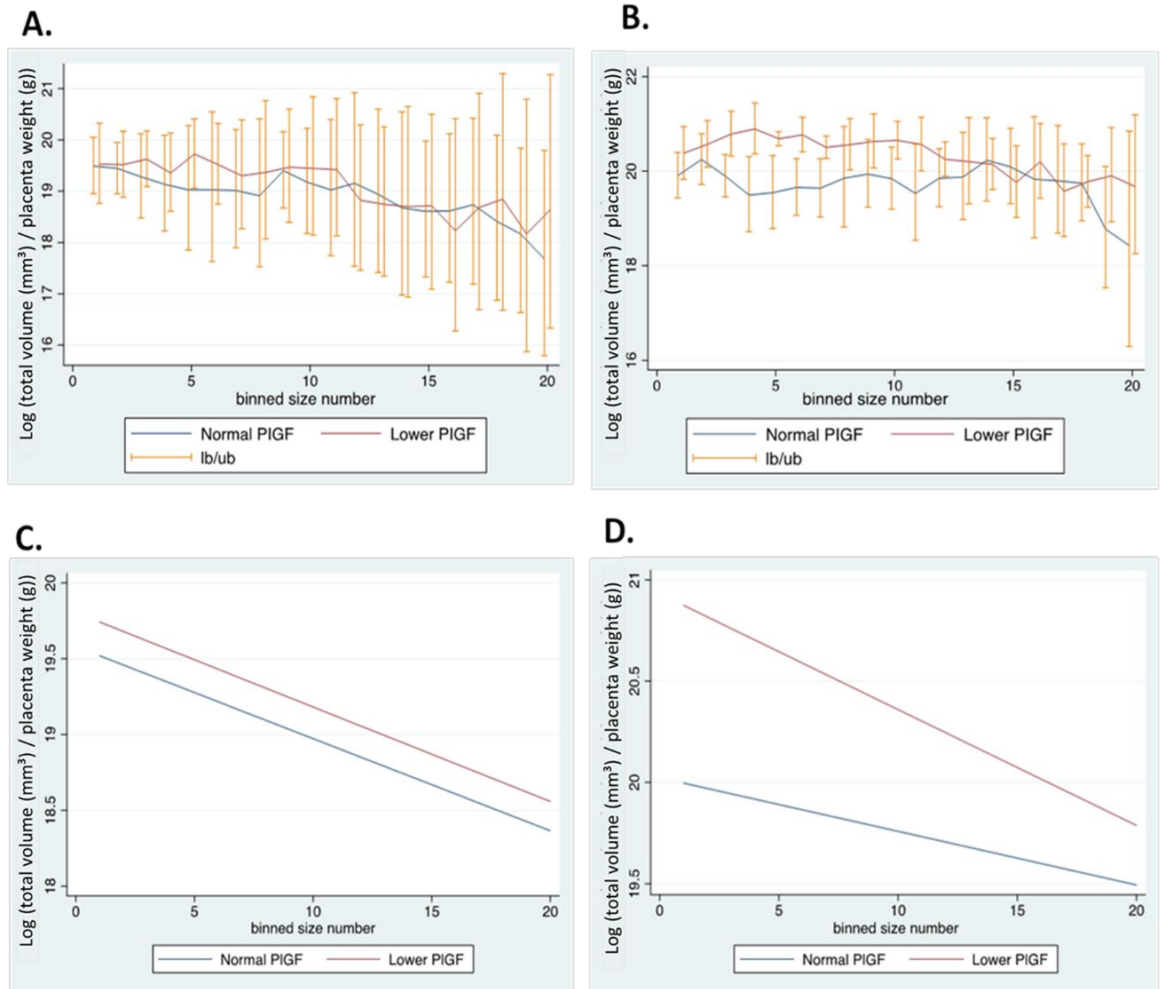 A.
Log (total volume (mm³) / placenta weight (g))
21
20
19
18
17
16
0 5 10 15 20
binned size number
Normal PlGF Lower PlGF
lb/ub
B.
Log (total volume (mm³) / placenta weight (g))
22
20
18
16
0 5 10 15 20
binned size number
Normal PlGF Lower PlGF
lb/ub
C.
Log (total volume (mm³) / placenta weight (g))
20
19.5
19
18.5
18
0 5 10 15 20
binned size number
Normal PlGF Lower PlGF
D.
Log (total volume (mm³) / placenta weight (g))
21
20.5
20
19.5
0 5 10 15 20
binned size number
Normal PlGF Lower PlGF